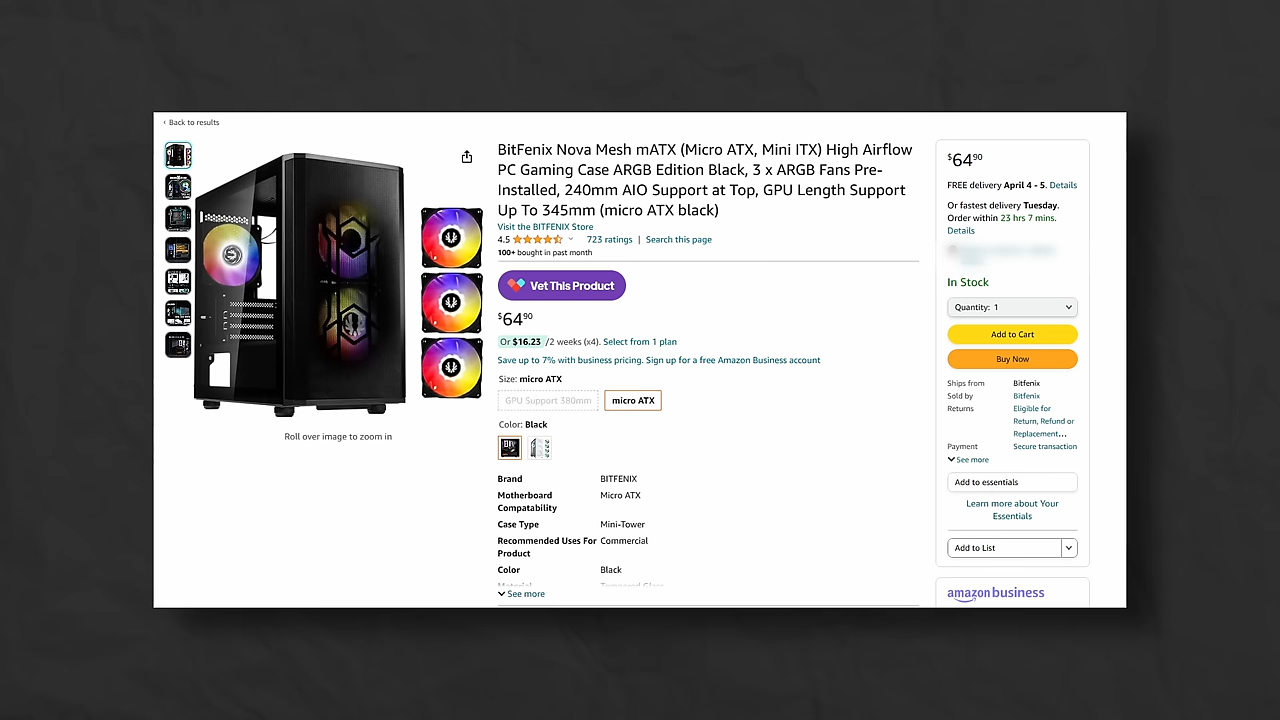 ‹ Back to results
BitFenix Nova Mesh mATX (Micro ATX, Mini ITX) High Airflow
PC Gaming Case ARGB Edition Black, 3 x ARGB Fans Pre-
Installed, 240mm AIO Support at Top, GPU Length Support
Up To 345mm (micro ATX black)
Visit the BITFENIX Store
4.5 723 ratings | Search this page
100+ bought in past month
Vet This Product
$64.90
Or $16.23 /2 weeks (x4). Select from 1 plan
Save up to 7% with business pricing. Sign up for a free Amazon Business account
Size: micro ATX
GPU Support 380mm micro ATX
Color: Black
Brand BITFENIX
Motherboard Compatability Micro ATX
Case Type Mini-Tower
Recommended Uses For Product Commercial
Color Black
Material Tempered Glass
See more
Roll over image to zoom in
$64.90
FREE delivery April 4 - 5. Details
Or fastest delivery Tuesday.
Order within 23 hrs 7 mins.
Details
In Stock
Quantity: 1
Add to Cart
Buy Now
Ships from Bitfenix
Sold by Bitfenix
Returns Eligible for
Return, Refund or
Replacement...
Payment Secure transaction
See more
Add to essentials
Learn more about Your
Essentials
Add to List
amazon business